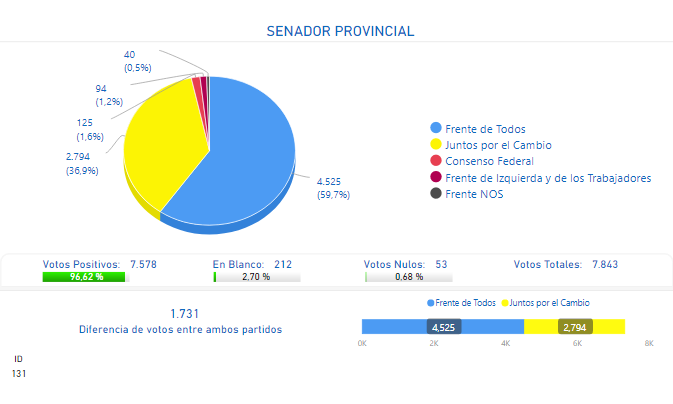 SENADOR PROVINCIAL
40
(0,5%)
94
(1,2%)
125
(1,6%)
2.794
(36,9%)
4.525
(59,7%)
Frente de Todos
Juntos por el Cambio
Consenso Federal
Frente de Izquierda y de los Trabajadores
Frente NOS
Votos Positivos: 7.578
96,62 %
En Blanco: 212
2,70 %
Votos Nulos: 53
0,68 %
Votos Totales: 7.843
1.731
Diferencia de votos entre ambos partidos
Frente de Todos Juntos por el Cambio
4,525 2,794
0K 2K 4K 6K 8K
ID
131